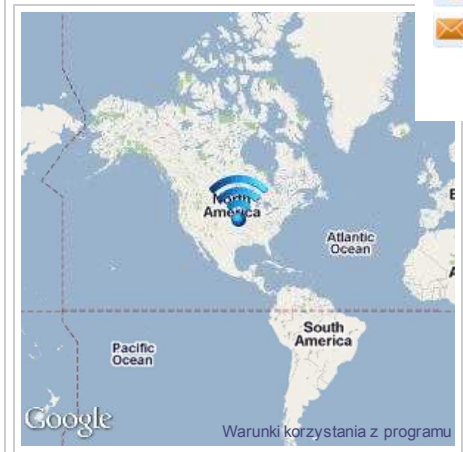 North
America
Atlantic
Ocean
South
America
Pacific
Ocean
Google
Warunki korzystania z programu